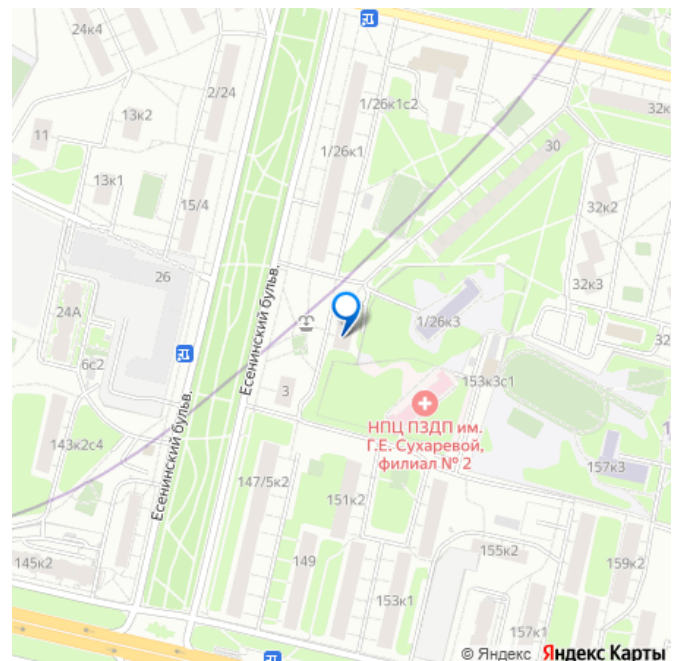 24к4
2/24
1/26к1с2
32к
13к2
11
1/26к1
30
13к1
15/4
32к2
26
32к3
24А
Есенинский бульв.
1/26к3
32
6с2
3
153к3с1
НПЦ ПЗДП им.
Г.Е. Сухаревой,
филиал № 2
143к2с4
157к3
1
Есенинский бульв.
147/5к2
151к2
145к2
149
155к2
159к2
153к1
157к1
© Яндекс Яндекс Карты